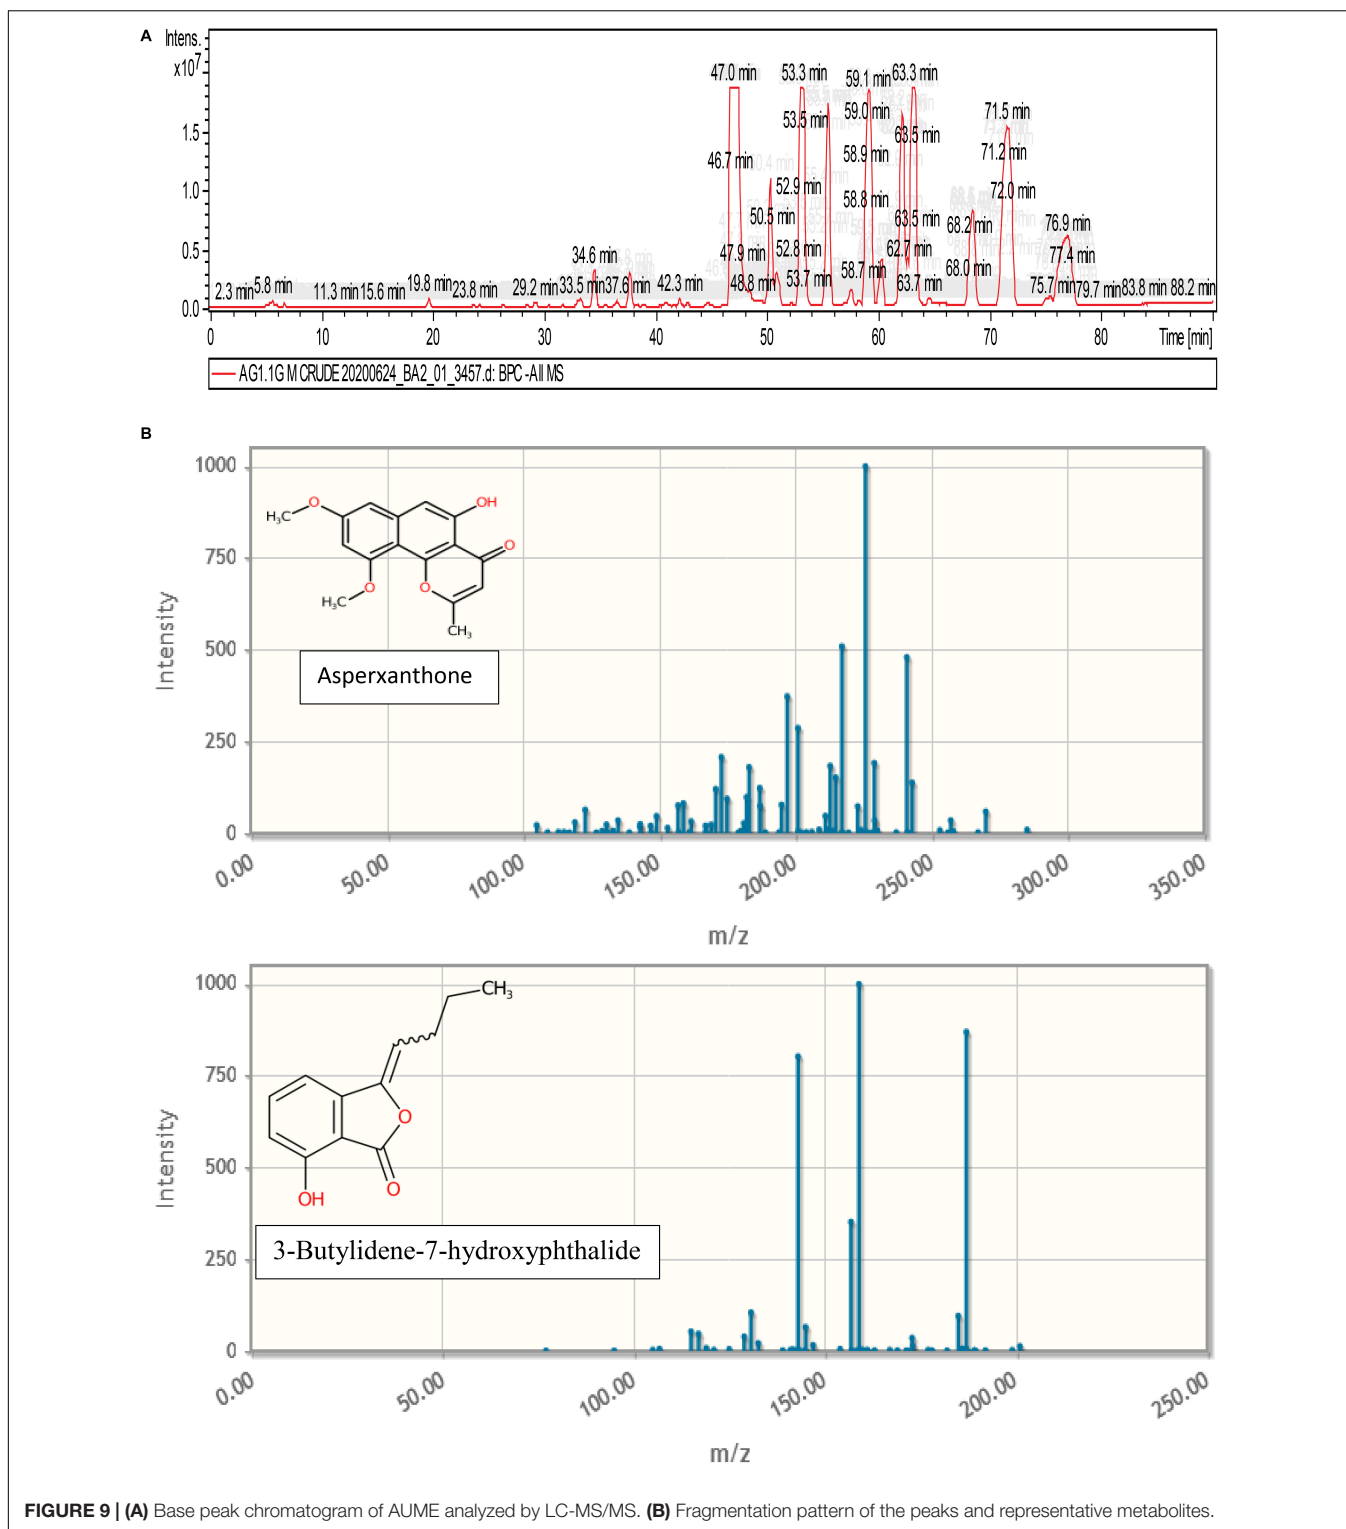 A
Intens.
x10⁷
1.5
1.0
0.5
0.0
47.0 min
53.3 min
59.1 min
63.3 min
53.5 min
59.0 min
63.5 min
71.5 min
46.7 min
52.9 min
58.9 min
71.2 min
50.5 min
58.8 min
63.5 min
68.2 min
72.0 min
76.9 min
47.9 min
52.8 min
62.7 min
77.4 min
34.6 min
48.8 min
53.7 min
58.7 min
63.7 min
68.0 min
2.3 min 5.8 min 11.3 min 15.6 min 19.8 min 23.8 min 29.2 min 33.5 min 37.6 min 42.3 min
75.7 min 79.7 min 83.8 min 88.2 min
0 10 20 30 40 50 60 70 80 Time [min]
AG1.1G M CRUDE 20200624_BA2_01_3457.d: BPC -All MS
B
1000
750
500
250
0
Intensity
H₃C O
OH
O
O
H₃C O
CH₃
Asperxanthone
0.00 50.00 100.00 150.00 200.00 250.00 300.00 350.00
m/z
1000
750
500
250
0
Intensity
CH₃
O
O
OH
3-Butylidene-7-hydroxyphthalide
0.00 50.00 100.00 150.00 200.00 250.00
m/z
FIGURE 9 | (A) Base peak chromatogram of AUME analyzed by LC-MS/MS. (B) Fragmentation pattern of the peaks and representative metabolites.